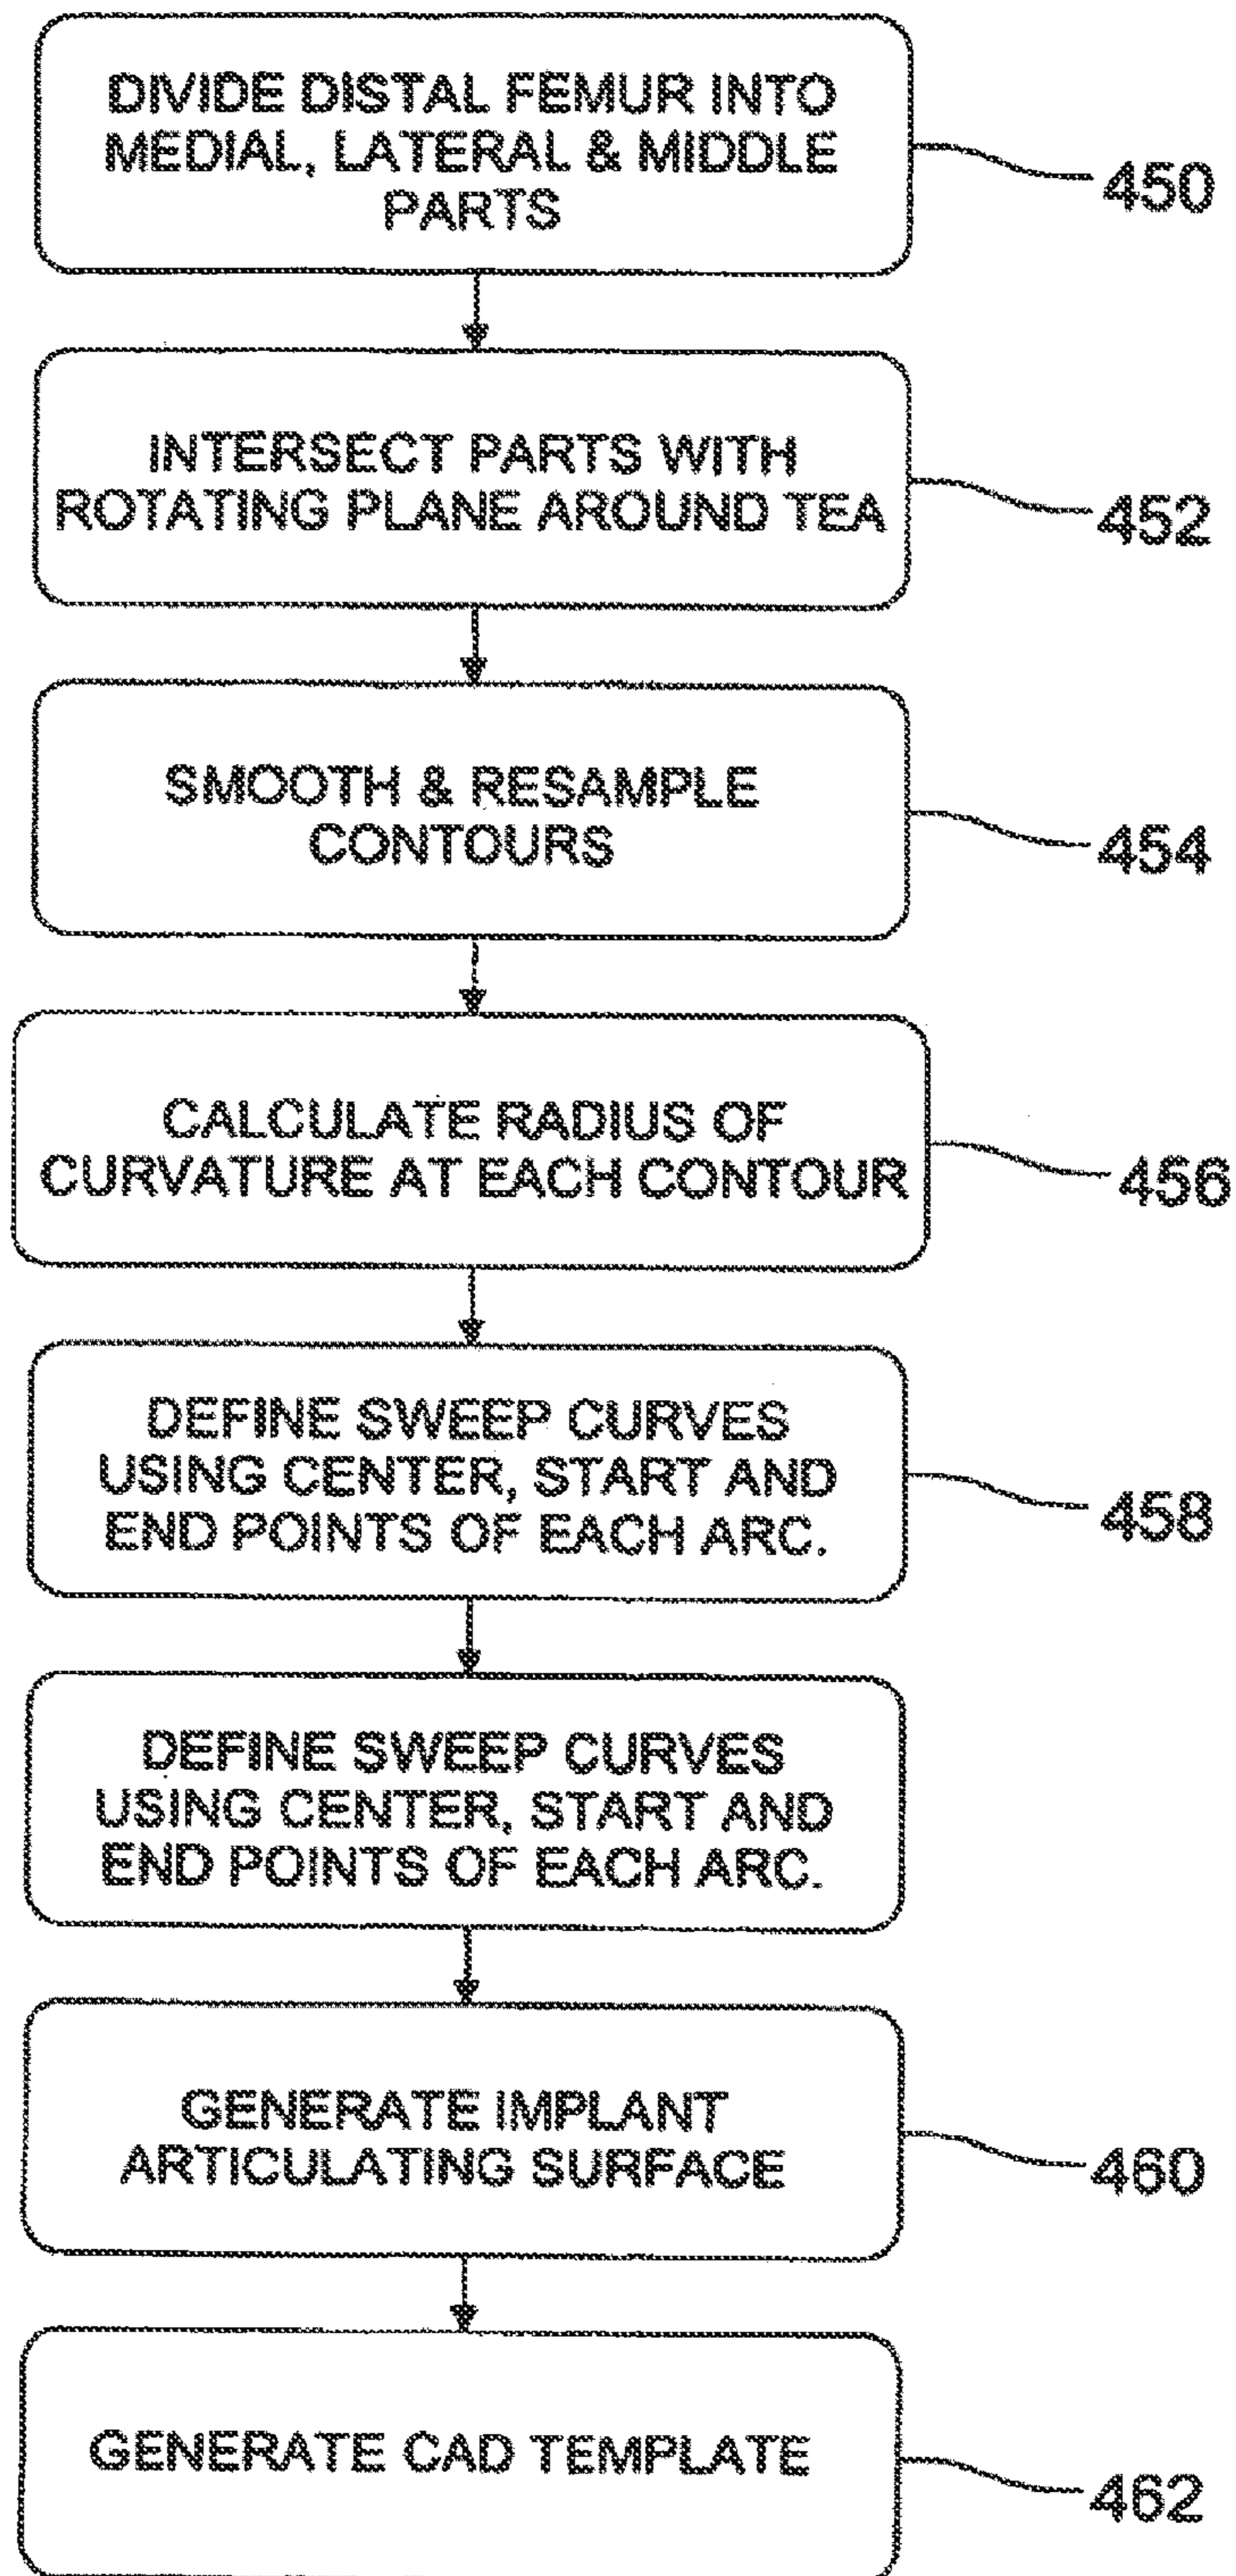 DIVIDE DISTAL FEMUR INTO
MEDIAL, LATERAL & MIDDLE
PARTS
450
INTERSECT PARTS WITH
ROTATING PLANE AROUND TEA
452
SMOOTH & RESAMPLE
CONTOURS
454
CALCULATE RADIUS OF
CURVATURE AT EACH CONTOUR
456
DEFINE SWEEP CURVES
USING CENTER, START AND
END POINTS OF EACH ARC.
458
DEFINE SWEEP CURVES
USING CENTER, START AND
END POINTS OF EACH ARC.
GENERATE IMPLANT
ARTICULATING SURFACE
460
GENERATE CAD TEMPLATE
462